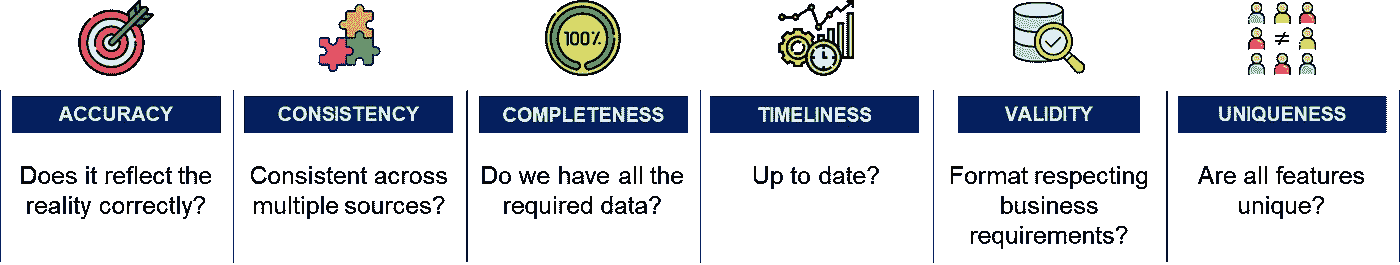 100%
ACCURACY
Does it reflect the
reality correctly?
CONSISTENCY
Consistent across
multiple sources?
COMPLETENESS
Do we have all the
required data?
TIMELINESS
Up to date?
VALIDITY
Format respecting
business
requirements?
≠
UNIQUENESS
Are all features
unique?